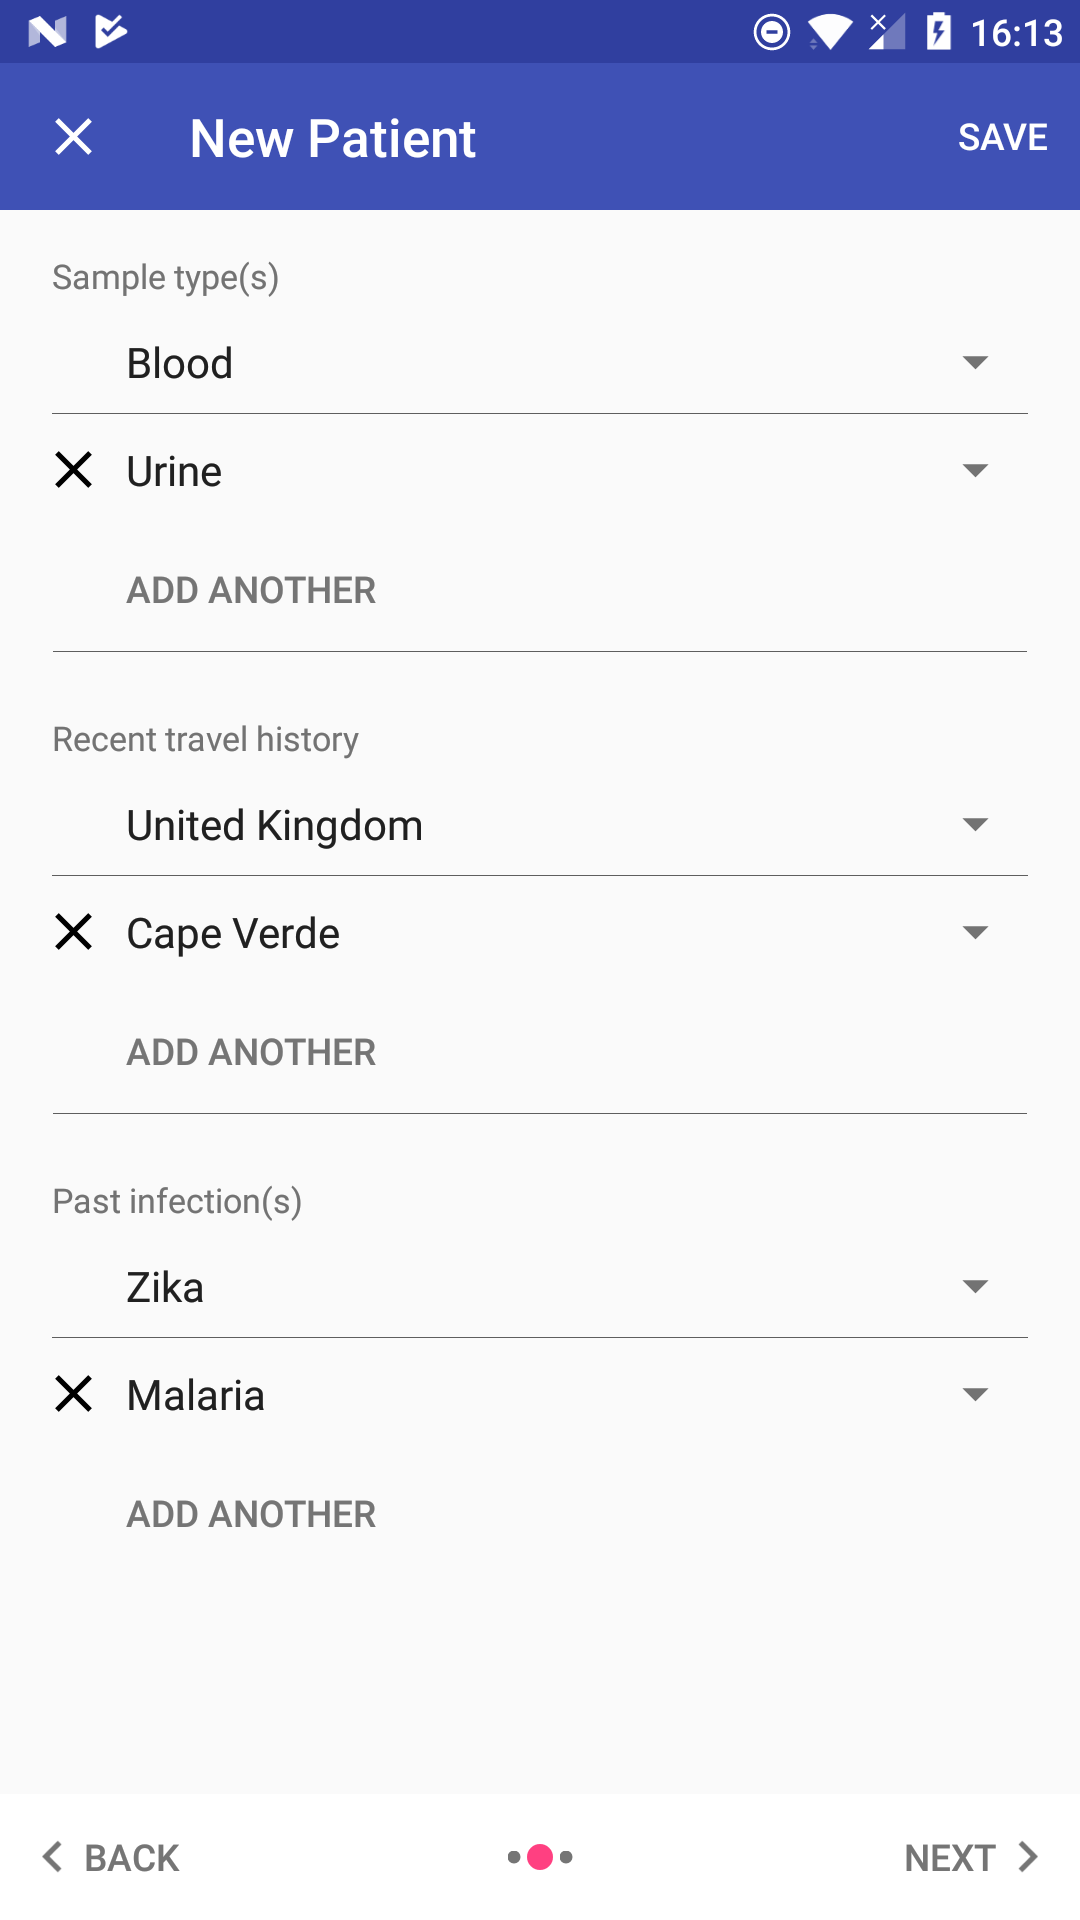 16:13
New Patient
SAVE
Sample type(s)
Blood
Urine
ADD ANOTHER
Recent travel history
United Kingdom
Cape Verde
ADD ANOTHER
Past infection(s)
Zika
Malaria
ADD ANOTHER
BACK
NEXT